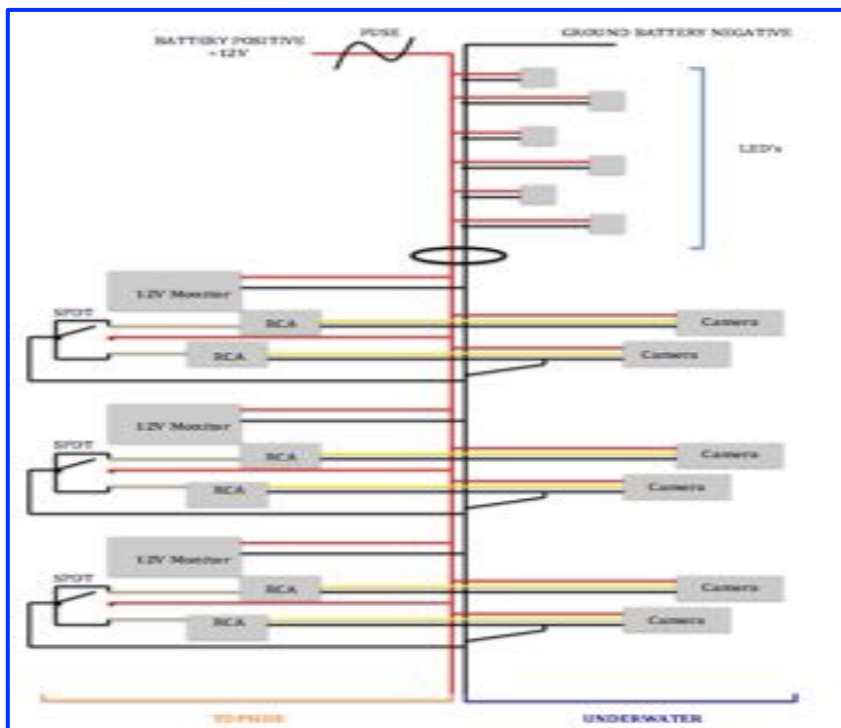 FUSE
GROUND BATTERY NEGATIVE
BATTERY POSITIVE
+12V
LED's
12V Monitor
SPDT
RCA
Camera
RCA
Camera
12V Monitor
SPDT
RCA
Camera
RCA
Camera
12V Monitor
SPDT
RCA
Camera
RCA
Camera
TOPSIDE
UNDERWATER